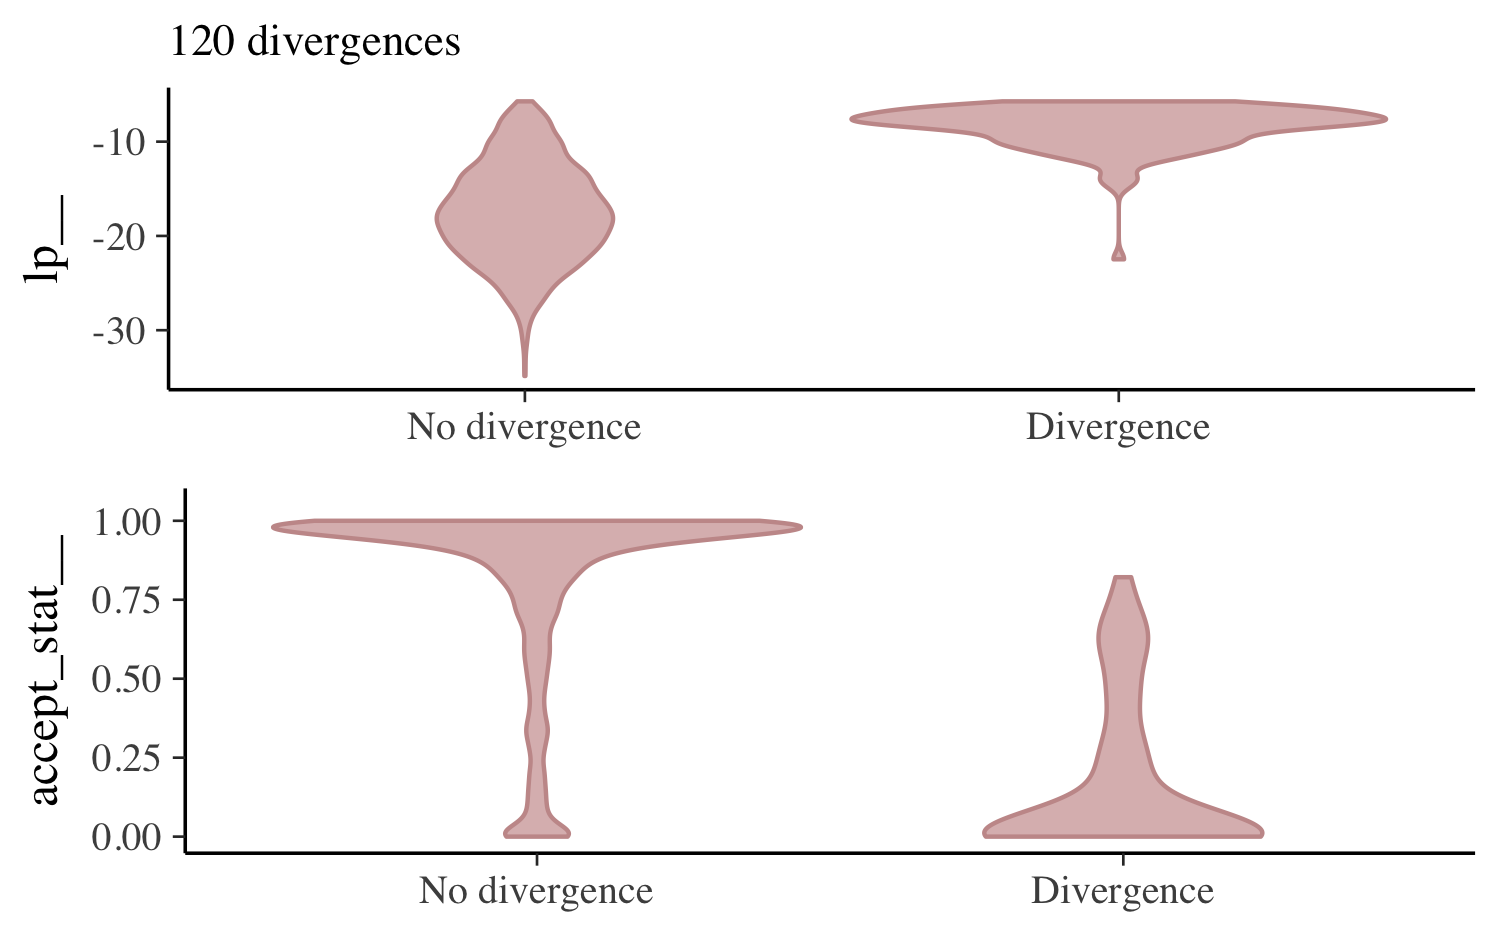 120 divergences
lp__
-10
-20
-30
No divergence
Divergence
accept_stat__
1.00
0.75
0.50
0.25
0.00
No divergence
Divergence